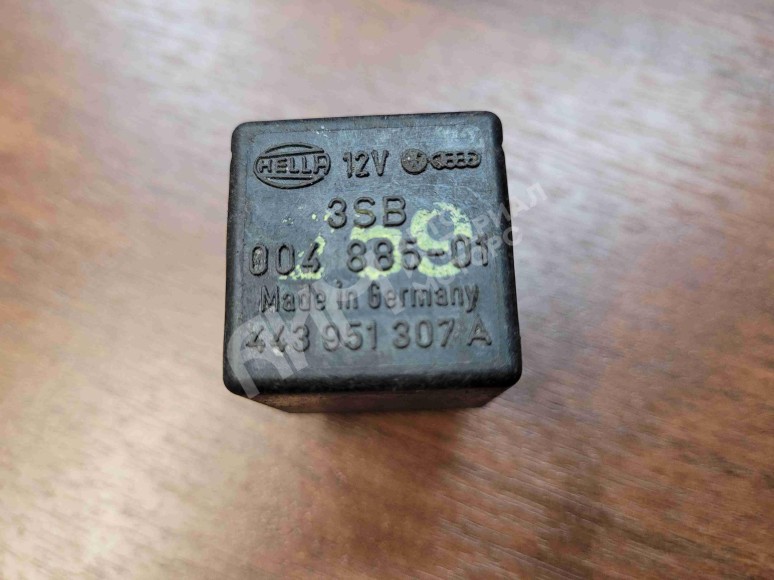 HELLA 12V
3SB
004 885-01
Made in Germany
443 951 307 A